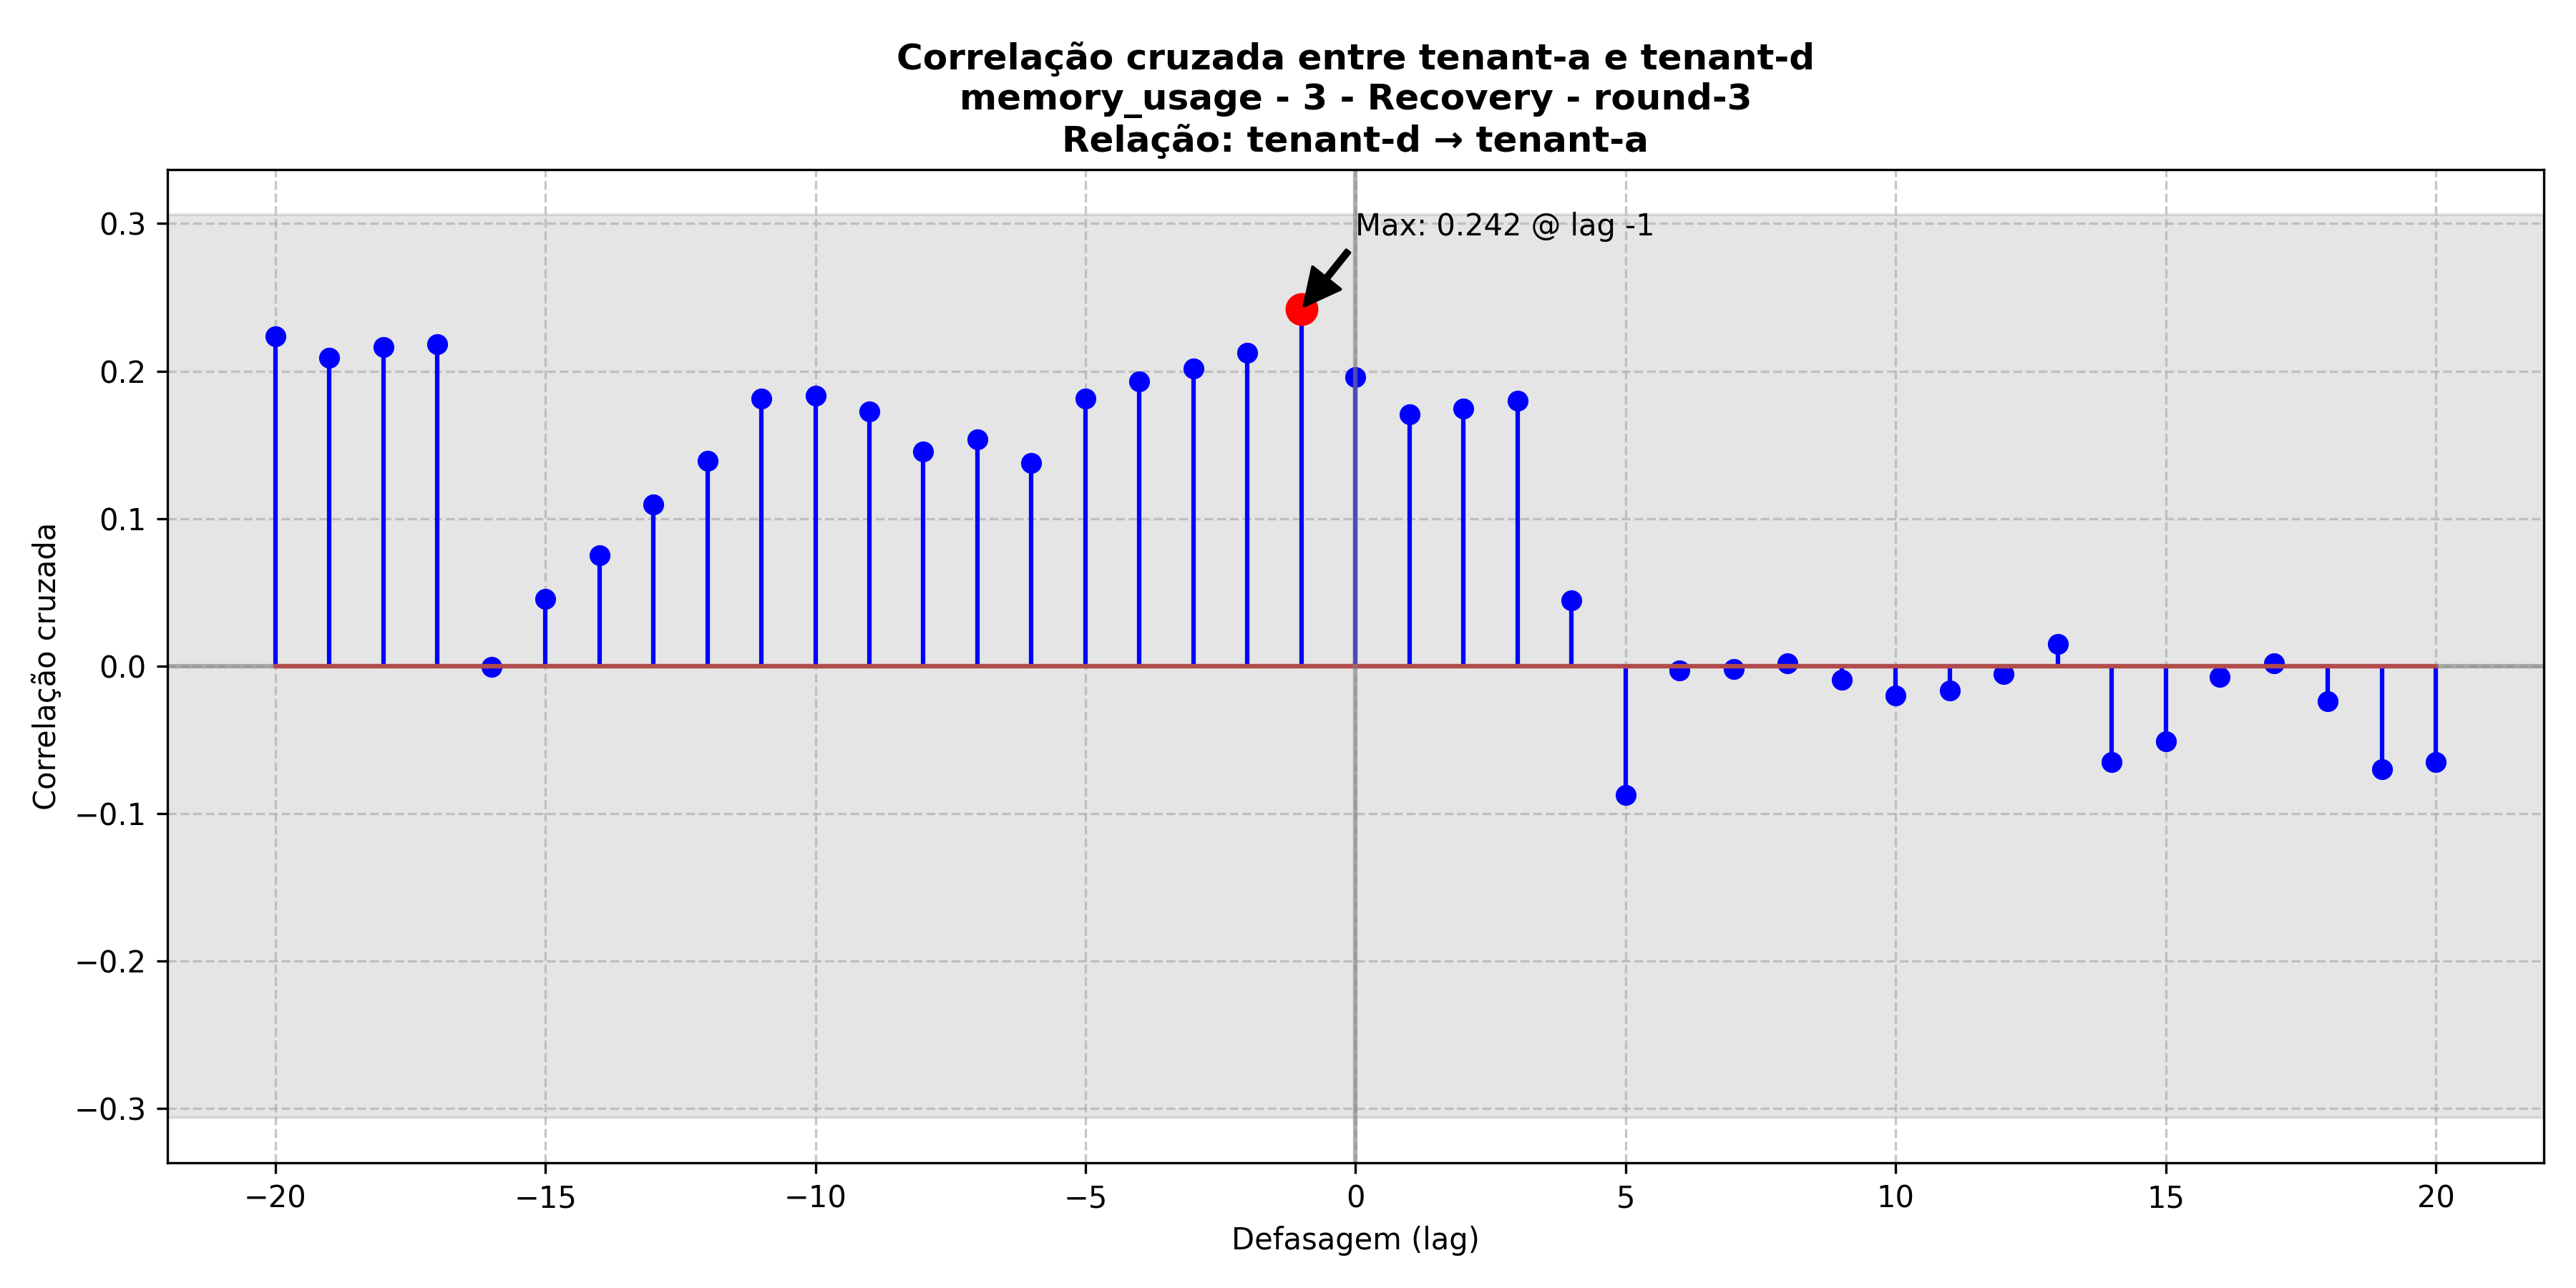 Correlação cruzada entre tenant-a e tenant-d
memory_usage - 3 - Recovery - round-3
Relação: tenant-d → tenant-a
Max: 0.242 @ lag -1
0.3
0.2
0.1
0.0
−0.1
−0.2
−0.3
Correlação cruzada
−20
−15
−10
−5
0
5
10
15
20
Defasagem (lag)